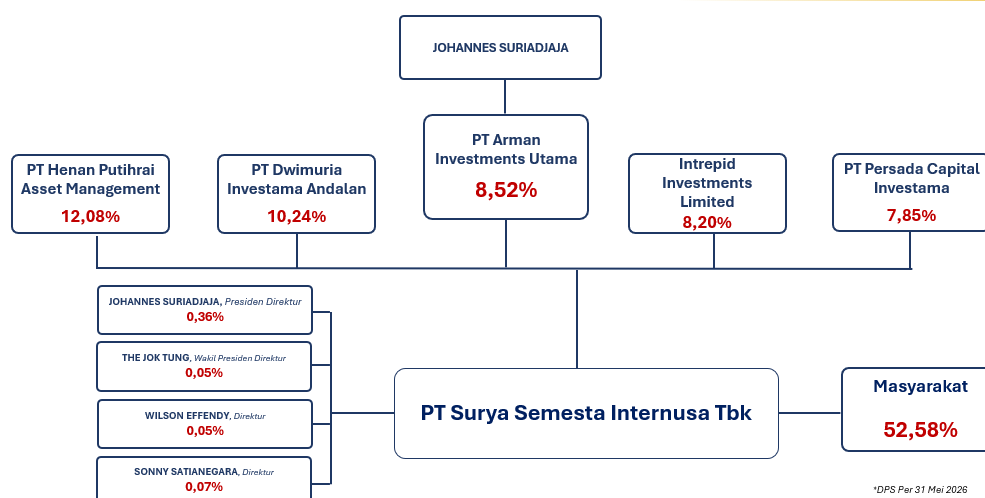 JOHANNES SURIADJAJA
PT Arman
Investments Utama
8,52%
PT Henan Putihrai
Asset Management
12,08%
PT Dwimuria
Investama Andalan
10,24%
Intrepid
Investments
Limited
8,20%
PT Persada Capital
Investama
7,85%
JOHANNES SURIADJAJA, Presiden Direktur
0,36%
THE JOK TUNG, Wakil Presiden Direktur
0,05%
WILSON EFFENDY, Direktur
0,05%
SONNY SATIANEGARA, Direktur
0,07%
PT Surya Semesta Internusa Tbk
Masyarakat
52,58%
*DPS Per 31 Mei 2026